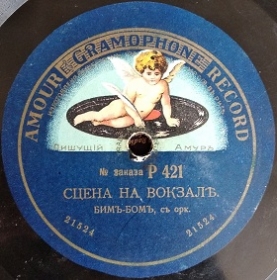 AMOUR GRAMOPHONE RECORD
Пишущій Амуръ
№ заказа Р 421
СЦЕНА НА ВОКЗАЛѢ.
БИМЪ-БОМЪ, съ орк.
21524 21524